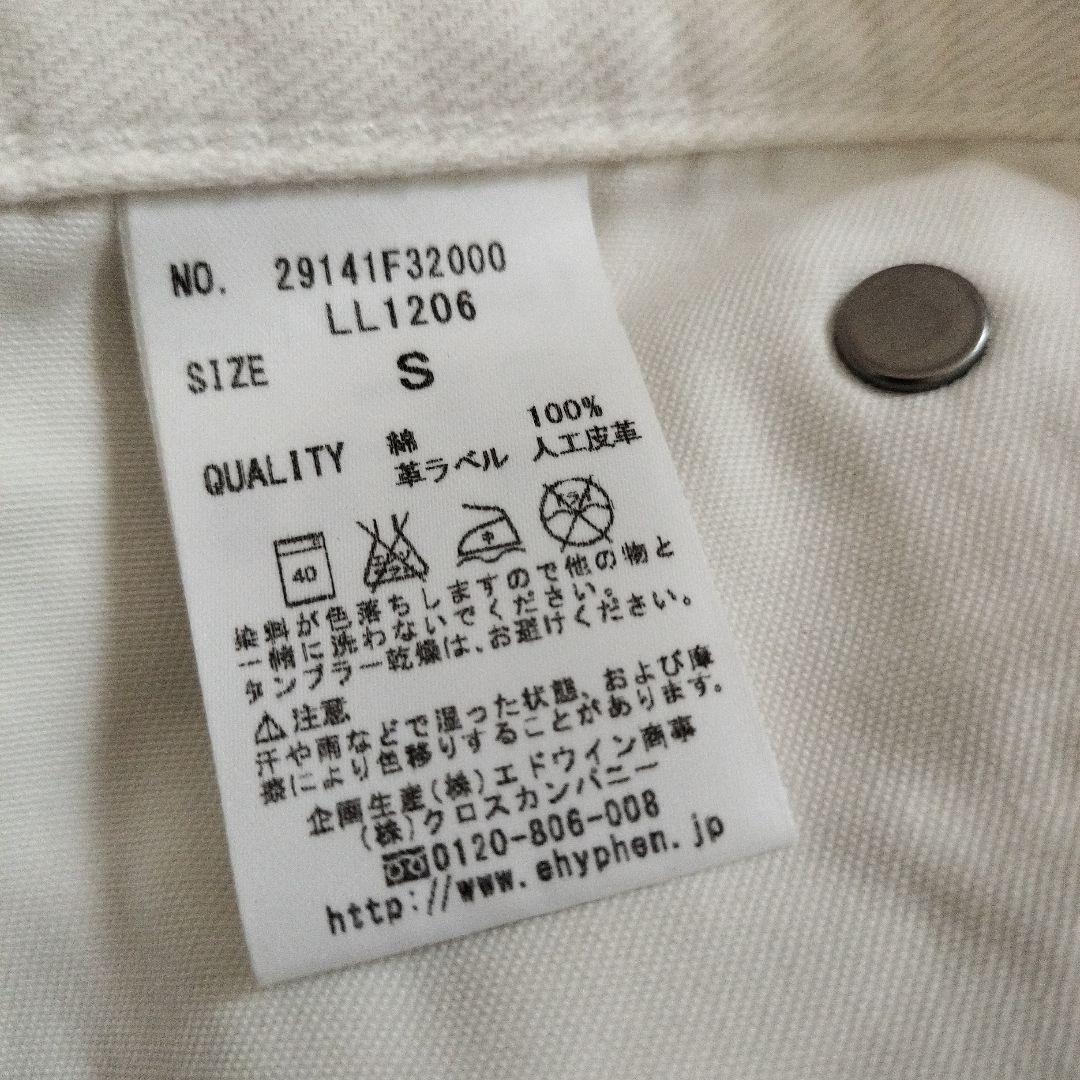 NO. 29141F32000
LL1206
SIZE S
QUALITY 綿 100%
革ラベル 人工皮革
40 中 ドライ
染料が色落ちしますので他の物と
一緒に洗わないでください。
タンブラー乾燥は、お避けください。
注意
汗や雨などで湿った状態、および摩
擦により色移りすることがあります。
企画生産(株)エドウイン商事
(株)クロスカンパニー
0120-806-008
http://www.ehyphen.jp